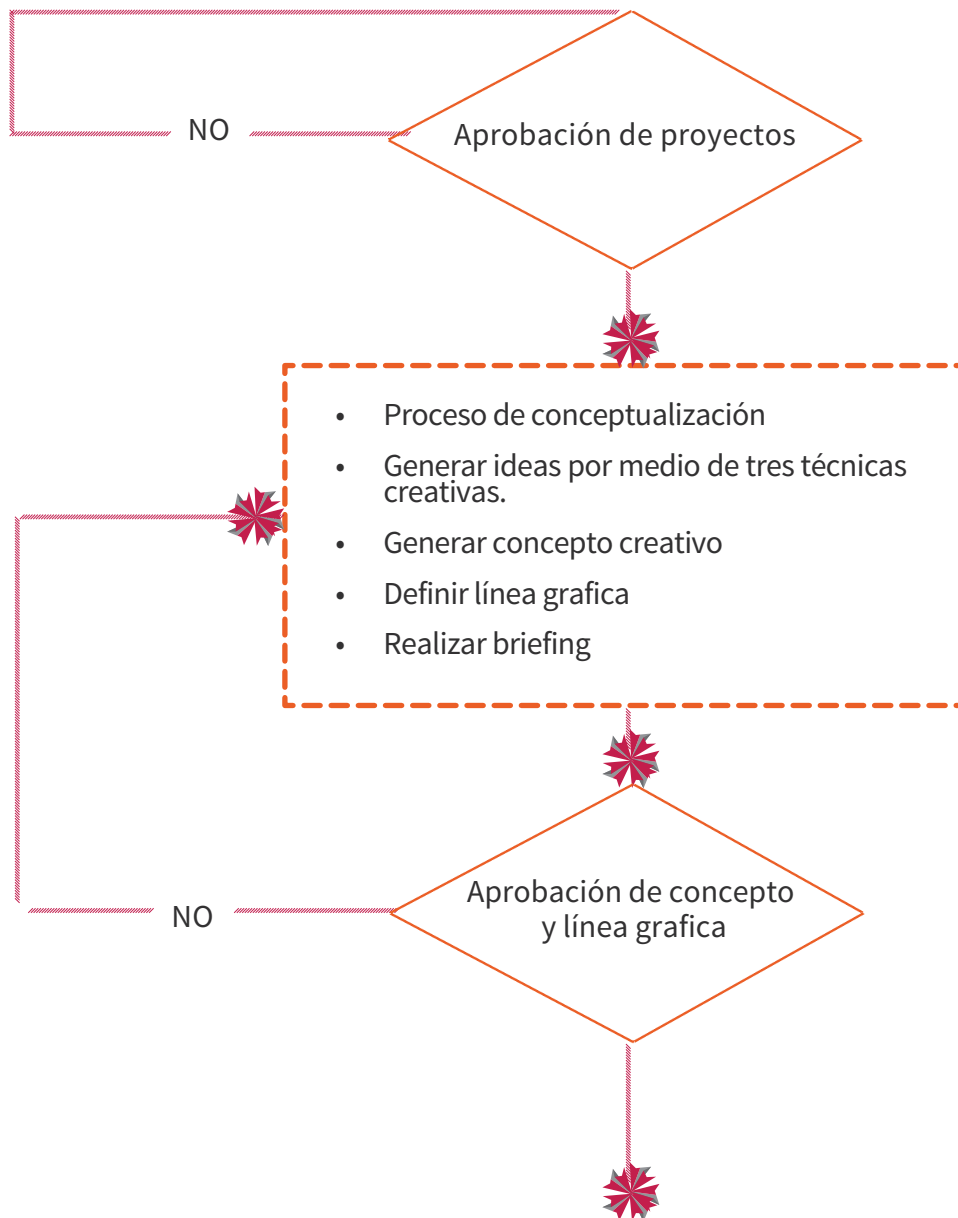 Aprobación de proyectos
NO
• Proceso de conceptualización
• Generar ideas por medio de tres técnicas
creativas.
• Generar concepto creativo
• Definir línea grafica
• Realizar briefing
Aprobación de concepto
y línea grafica
NO